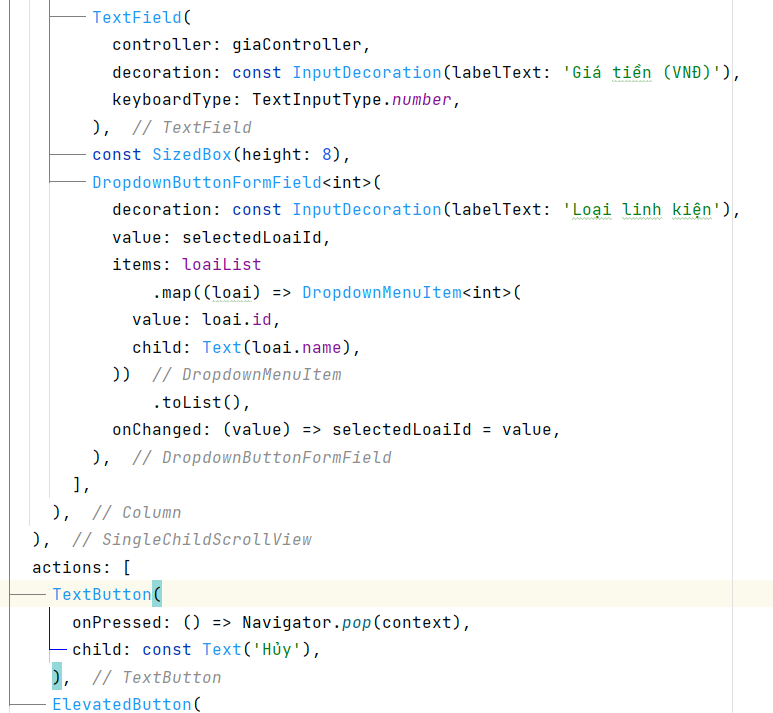 TextField(
controller: giaController,
decoration: const InputDecoration(labelText: 'Giá tiền (VNĐ)'),
keyboardType: TextInputType.number,
), // TextField
const SizedBox(height: 8),
DropdownButtonFormField<int>(
decoration: const InputDecoration(labelText: 'Loại linh kiện'),
value: selectedLoaiId,
items: loaiList
.map((loai) => DropdownMenuItem<int>(
value: loai.id,
child: Text(loai.name),
)) // DropdownMenuItem
.toList(),
onChanged: (value) => selectedLoaiId = value,
), // DropdownButtonFormField
],
), // Column
), // SingleChildScrollView
actions: [
TextButton(
onPressed: () => Navigator.pop(context),
child: const Text('Hủy'),
), // TextButton
ElevatedButton(